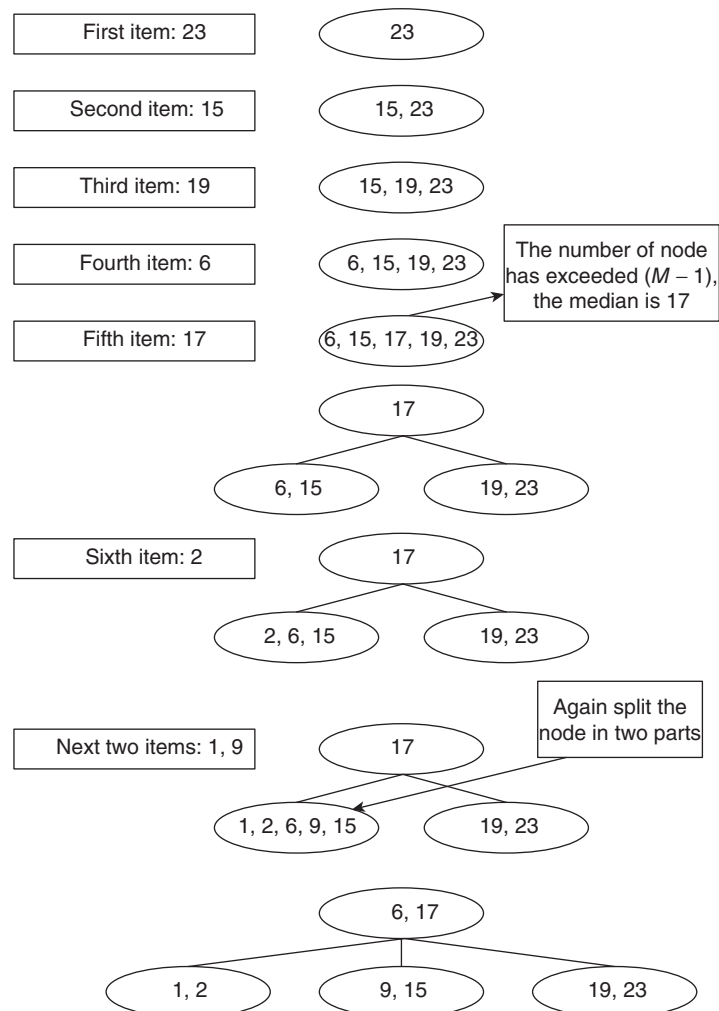 First item: 23
23
Second item: 15
15, 23
Third item: 19
15, 19, 23
Fourth item: 6
6, 15, 19, 23
The number of node
has exceeded (M – 1),
the median is 17
Fifth item: 17
6, 15, 17, 19, 23
17
6, 15
19, 23
Sixth item: 2
17
2, 6, 15
19, 23
Again split the
node in two parts
Next two items: 1, 9
17
1, 2, 6, 9, 15
19, 23
6, 17
1, 2
9, 15
19, 23